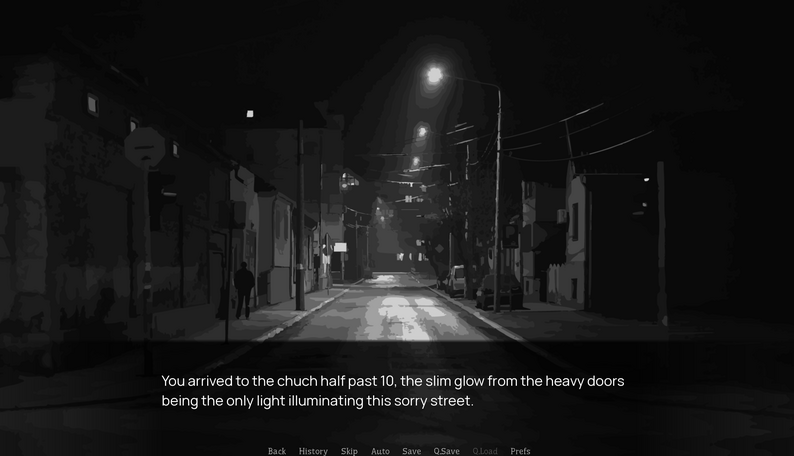 You arrived to the chuch half past 10, the slim glow from the heavy doors
being the only light illuminating this sorry street.
Back History Skip Auto Save Q.Save Q.Load Prefs